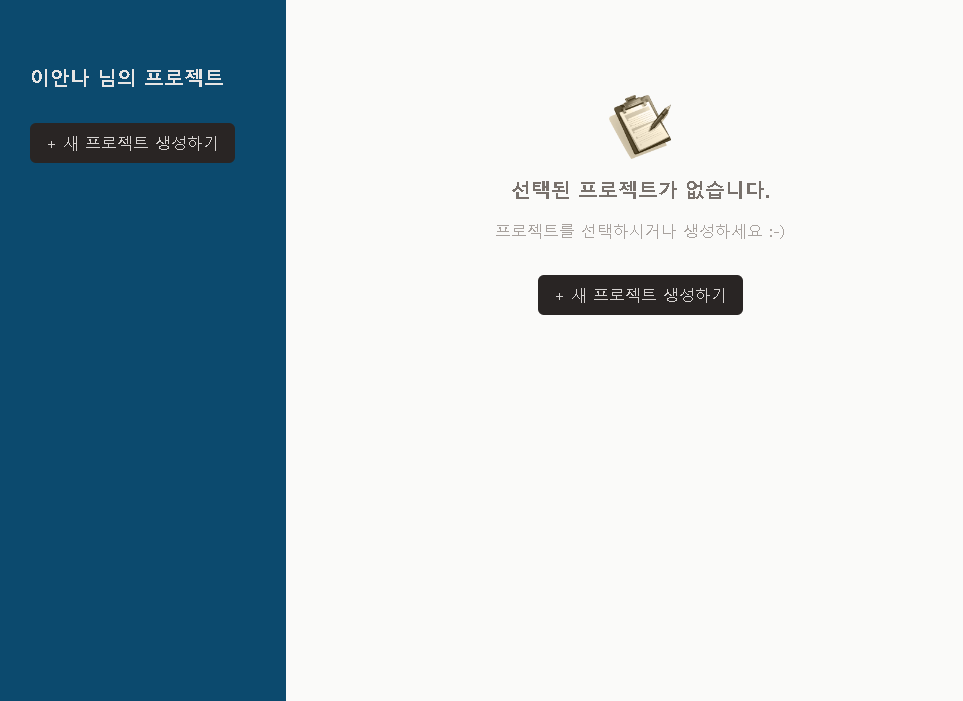 이안나 님의 프로젝트
+ 새 프로젝트 생성하기
선택된 프로젝트가 없습니다.
프로젝트를 선택하시거나 생성하세요 :-)
+ 새 프로젝트 생성하기